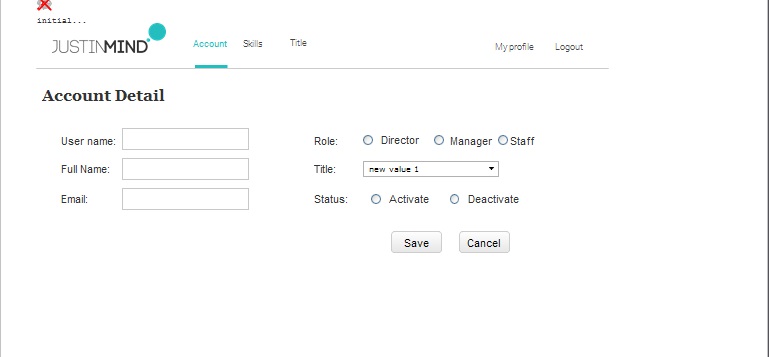 initial...
JUSTINMIND Account Skills Title My profile Logout
Account Detail
User name: Role: Director Manager Staff
Full Name: Title: new value 1
Email: Status: Activate Deactivate
Save Cancel